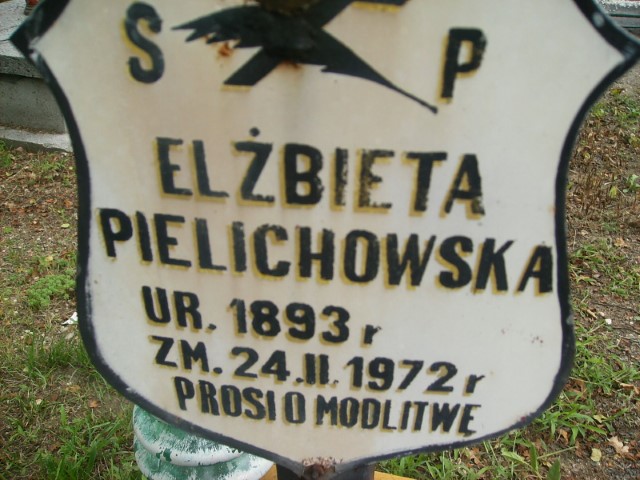 S P
ELŻBIETA
PIELICHOWSKA
UR. 1893 r
ZM. 24.II.1972 r
PROSI O MODLITWE